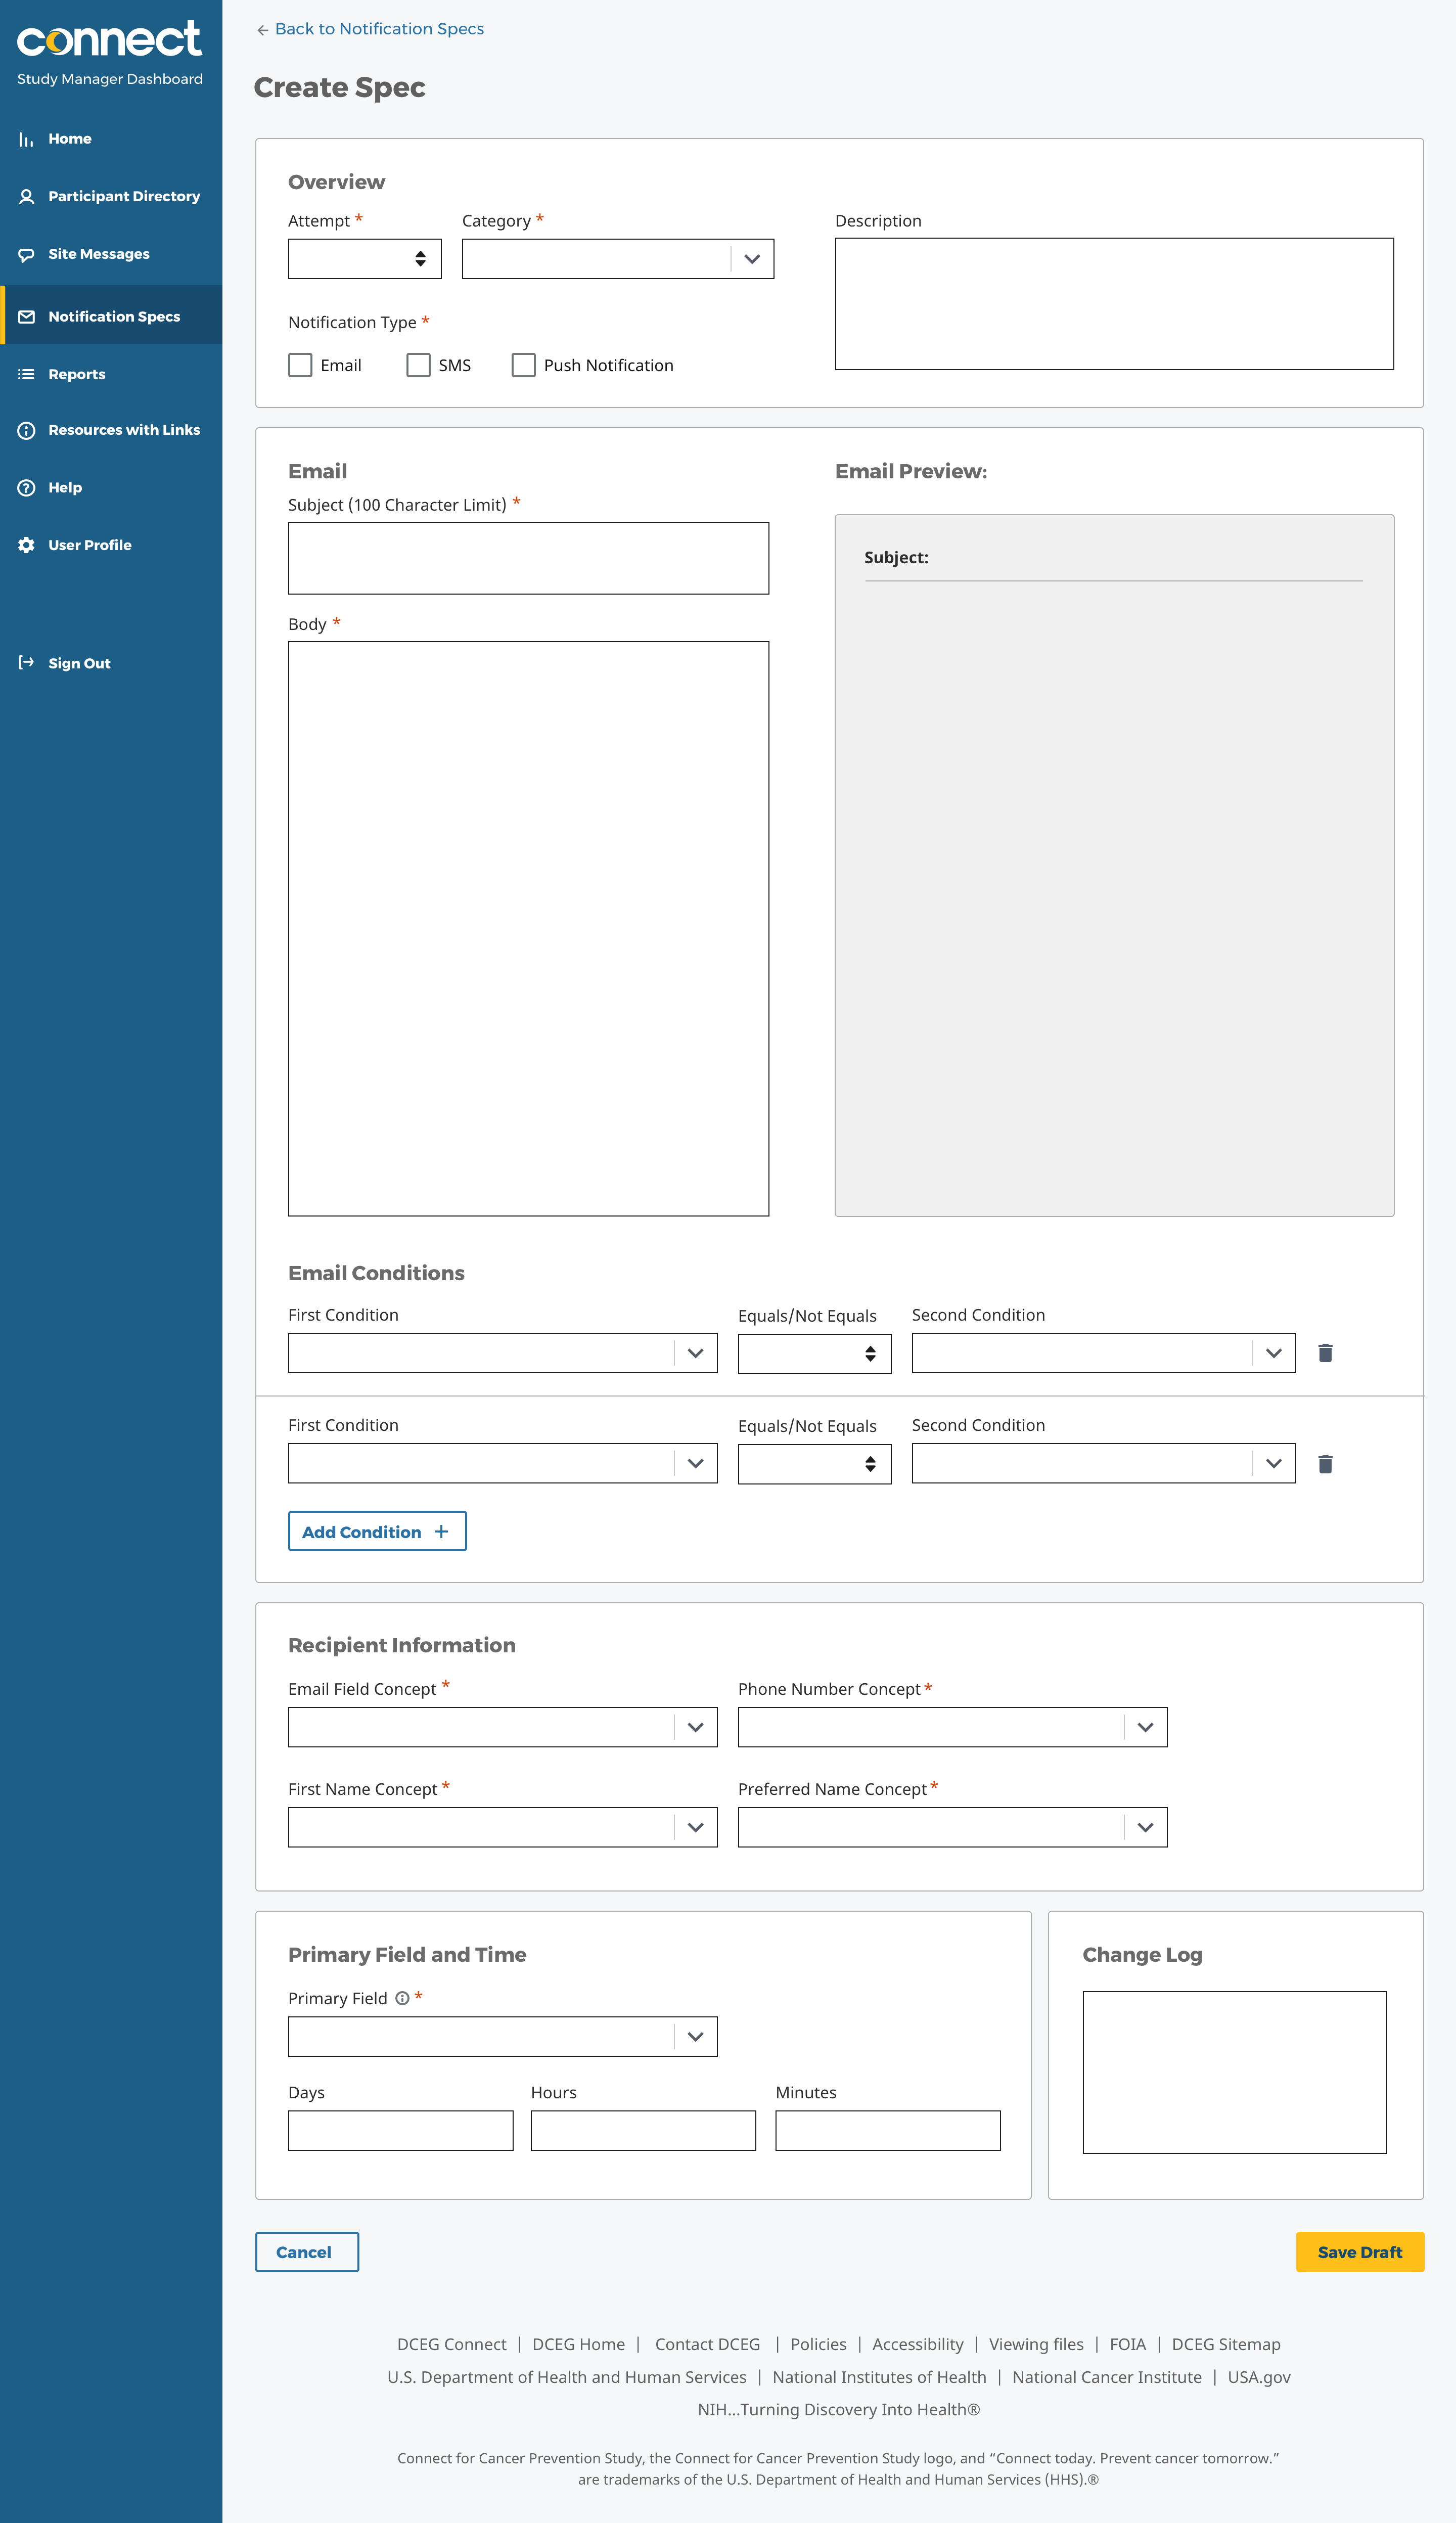 connect
Study Manager Dashboard
Home
Participant Directory
Site Messages
Notification Specs
Reports
Resources with Links
Help
User Profile
Sign Out
← Back to Notification Specs
Create Spec
Overview
Attempt *
Category *
Description
Notification Type *
Email
SMS
Push Notification
Email
Subject (100 Character Limit) *
Body *
Email Preview:
Subject:
Email Conditions
First Condition
Equals/Not Equals
Second Condition
First Condition
Equals/Not Equals
Second Condition
Add Condition +
Recipient Information
Email Field Concept *
Phone Number Concept *
First Name Concept *
Preferred Name Concept *
Primary Field and Time
Primary Field *
Days
Hours
Minutes
Change Log
Cancel
Save Draft
DCEG Connect | DCEG Home | Contact DCEG | Policies | Accessibility | Viewing files | FOIA | DCEG Sitemap
U.S. Department of Health and Human Services | National Institutes of Health | National Cancer Institute | USA.gov
NIH...Turning Discovery Into Health®
Connect for Cancer Prevention Study, the Connect for Cancer Prevention Study logo, and “Connect today. Prevent cancer tomorrow.”
are trademarks of the U.S. Department of Health and Human Services (HHS).®